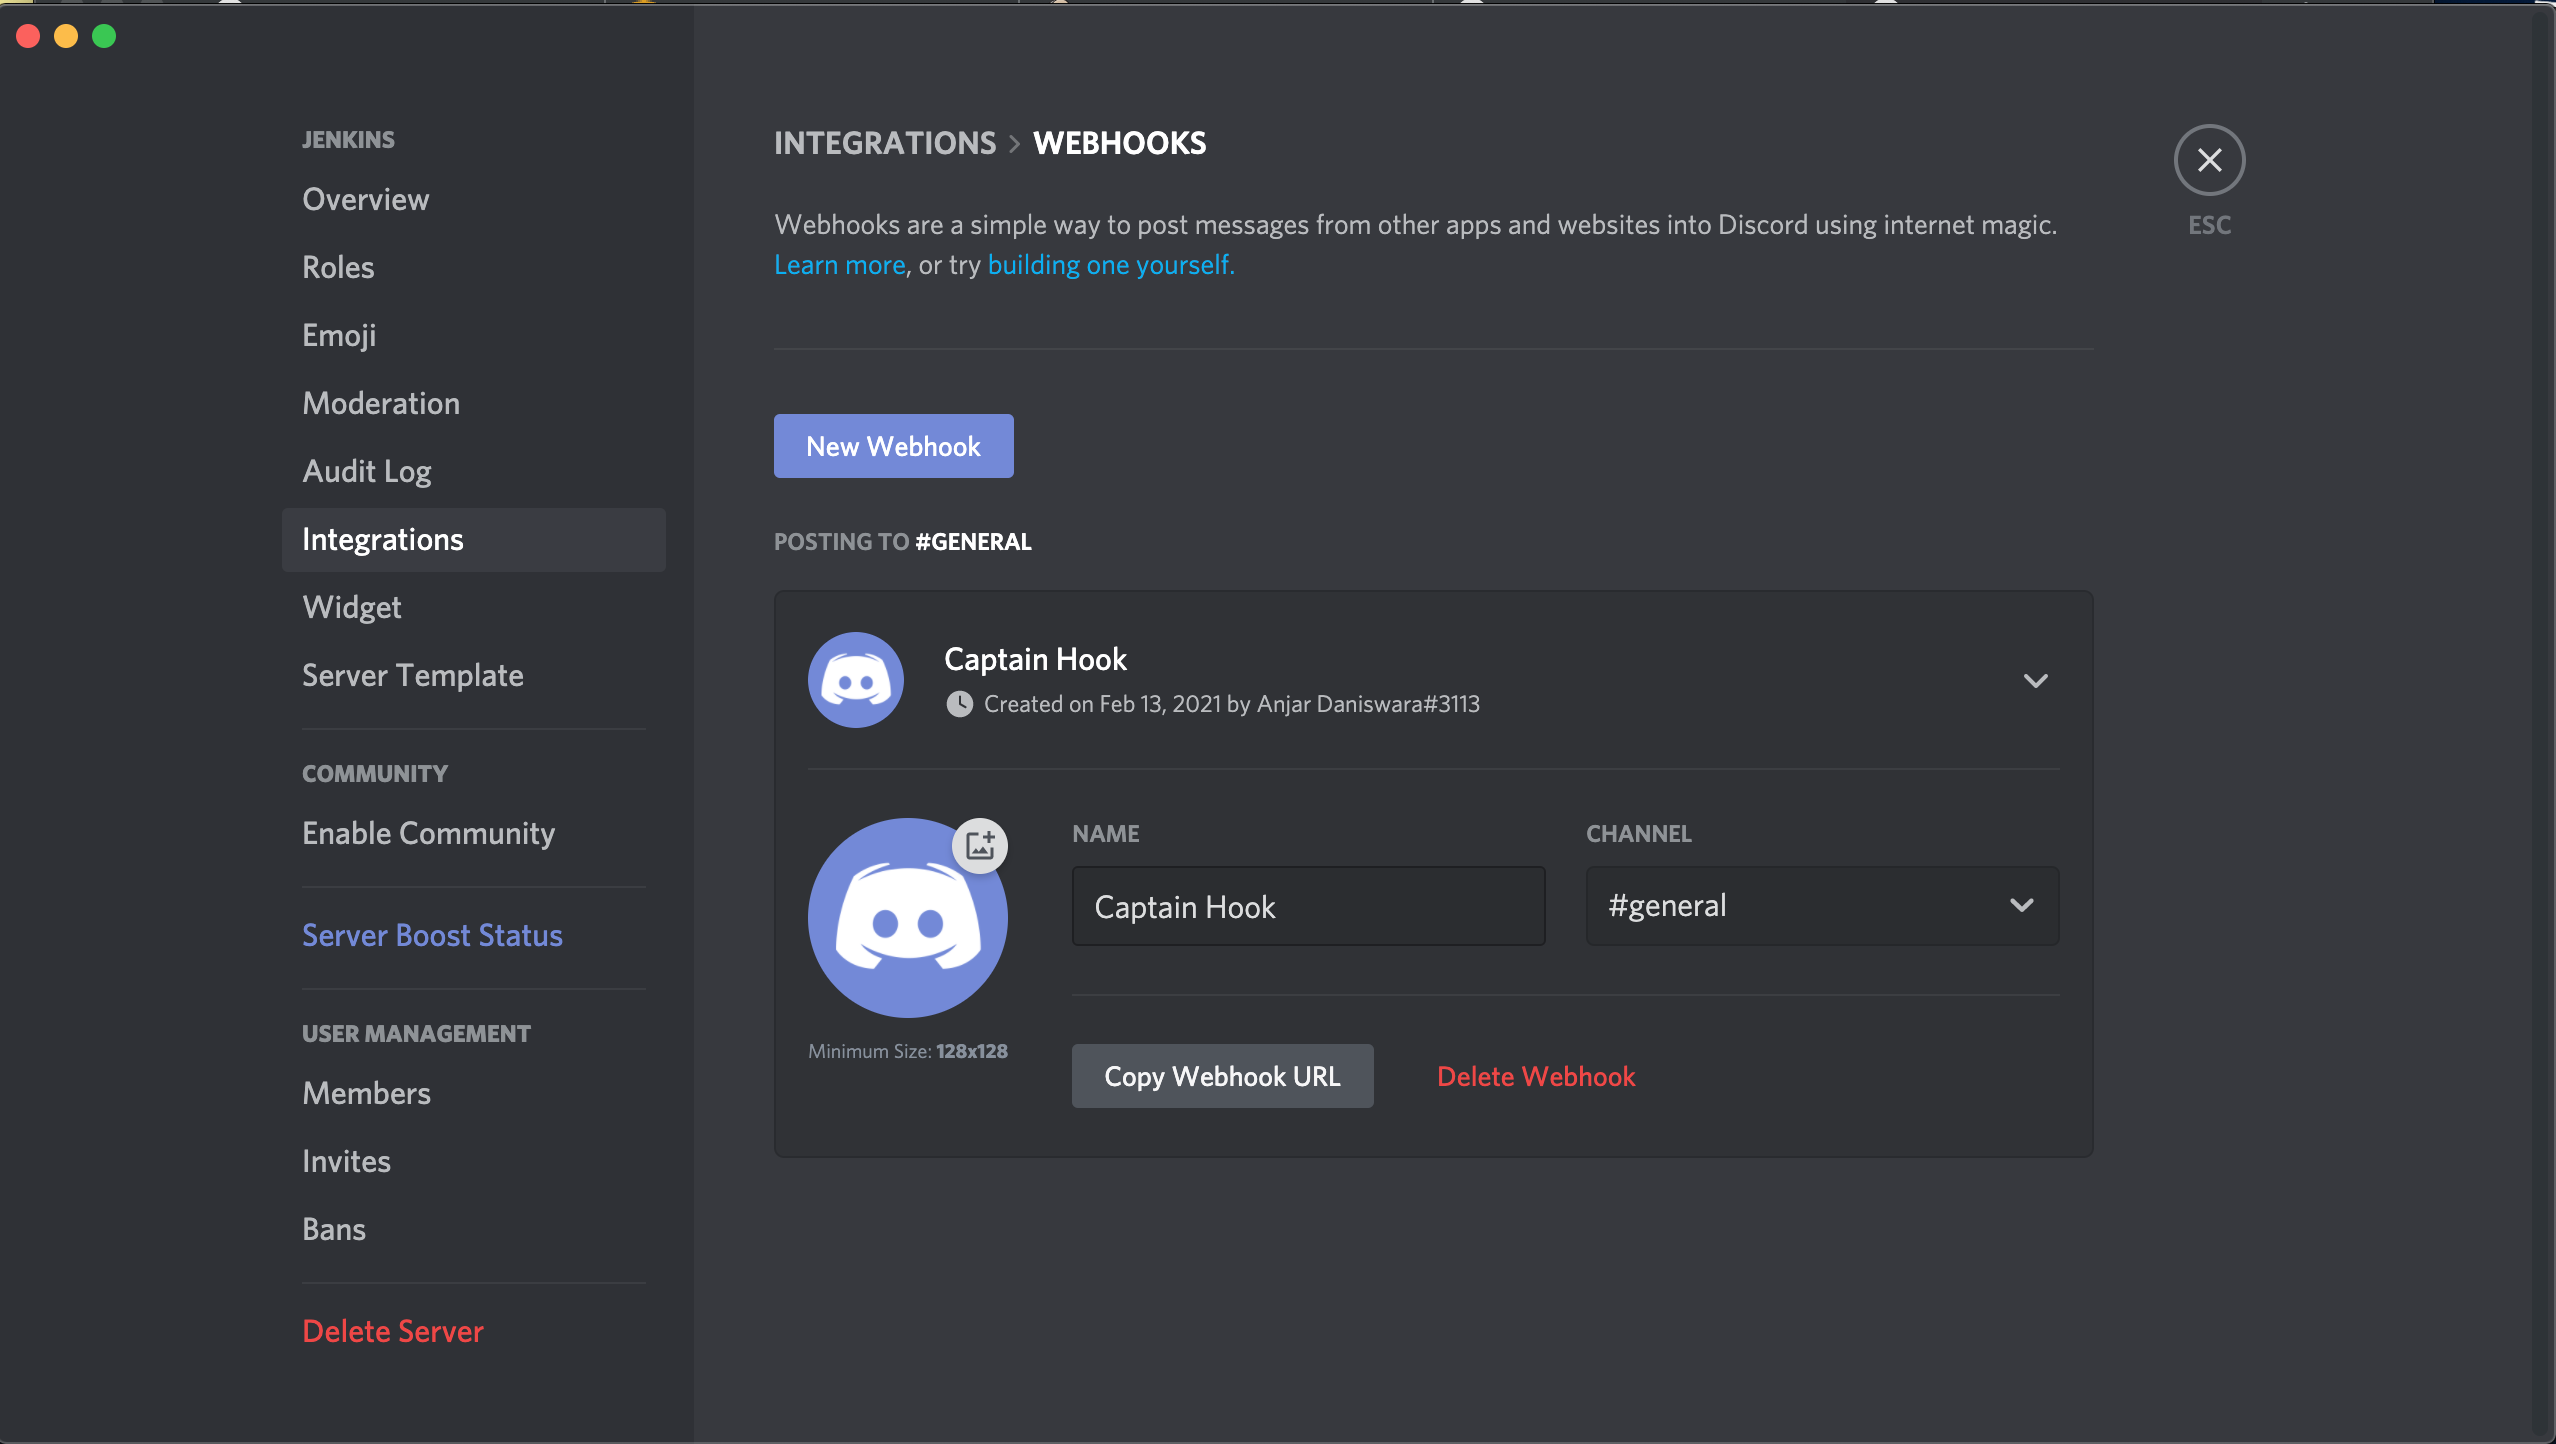 JENKINS
Overview
Roles
Emoji
Moderation
Audit Log
Integrations
Widget
Server Template
COMMUNITY
Enable Community
Server Boost Status
USER MANAGEMENT
Members
Invites
Bans
Delete Server
INTEGRATIONS > WEBHOOKS
ESC
Webhooks are a simple way to post messages from other apps and websites into Discord using internet magic.
Learn more, or try building one yourself.
New Webhook
POSTING TO #GENERAL
Captain Hook
Created on Feb 13, 2021 by Anjar Daniswara#3113
NAME
CHANNEL
Captain Hook
#general
Minimum Size: 128x128
Copy Webhook URL
Delete Webhook